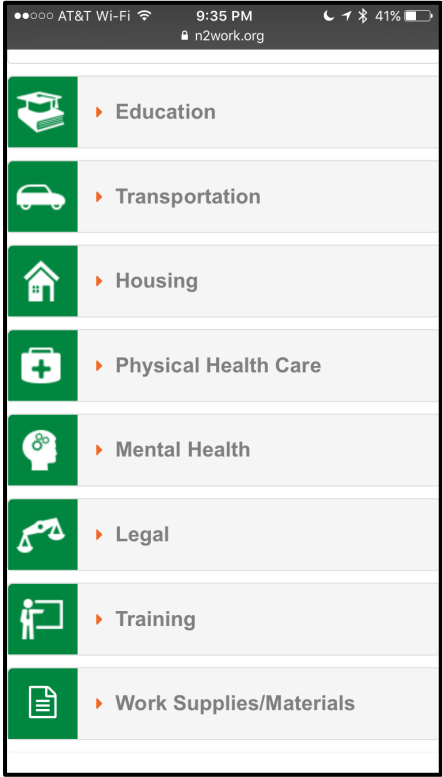 AT&T Wi-Fi 9:35 PM 41%
n2work.org
Education
Transportation
Housing
Physical Health Care
Mental Health
Legal
Training
Work Supplies/Materials